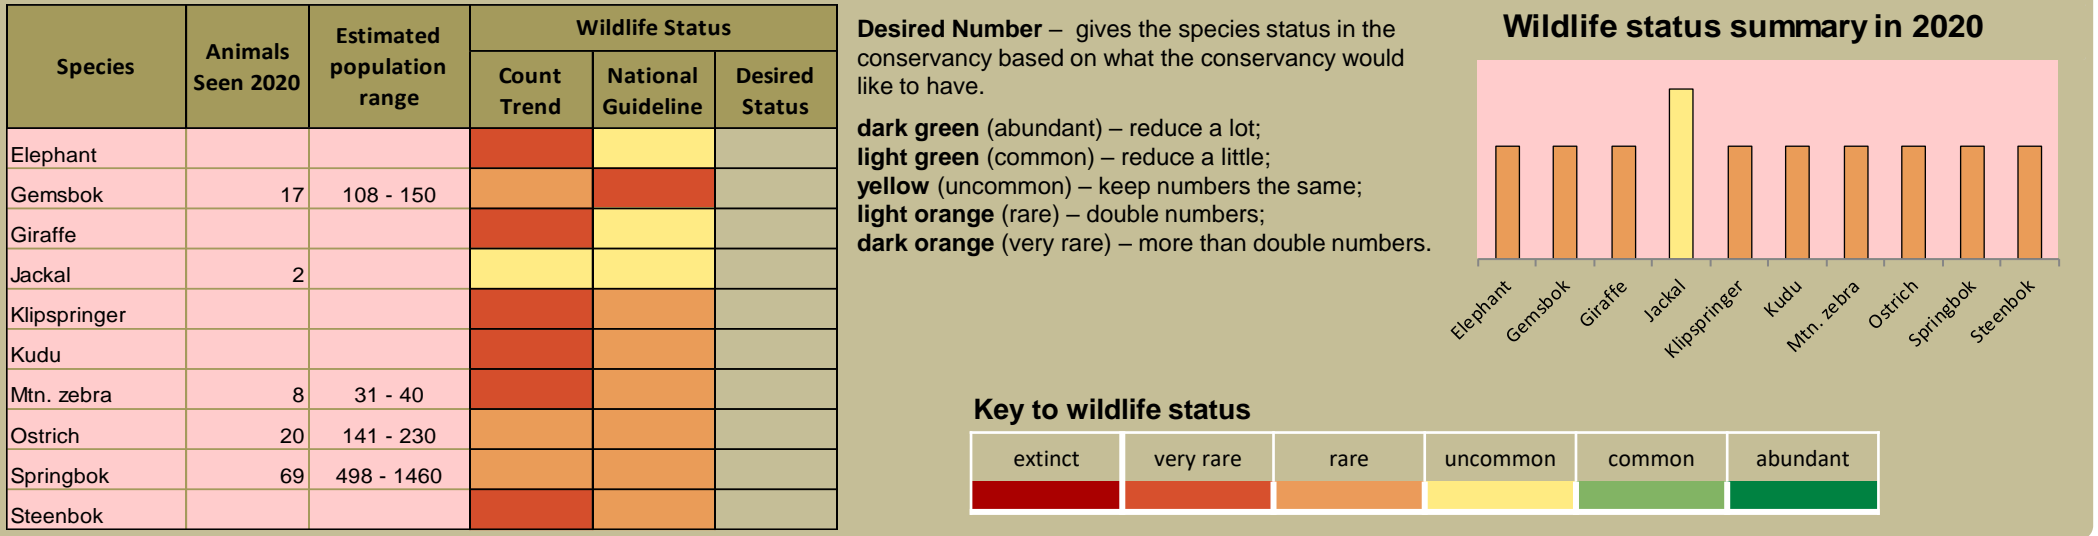 Species
Animals Seen 2020
Estimated population range
Wildlife Status
Count Trend
National Guideline
Desired Status
Elephant
Gemsbok 17 108 - 150
Giraffe
Jackal 2
Klipspringer
Kudu
Mtn. zebra 8 31 - 40
Ostrich 20 141 - 230
Springbok 69 498 - 1460
Steenbok
Desired Number – gives the species status in the
conservancy based on what the conservancy would
like to have.
dark green (abundant) – reduce a lot;
light green (common) – reduce a little;
yellow (uncommon) – keep numbers the same;
light orange (rare) – double numbers;
dark orange (very rare) – more than double numbers.
Wildlife status summary in 2020
Elephant
Gemsbok
Giraffe
Jackal
Klipspringer
Kudu
Mtn. zebra
Ostrich
Springbok
Steenbok
Key to wildlife status
extinct very rare rare uncommon common abundant